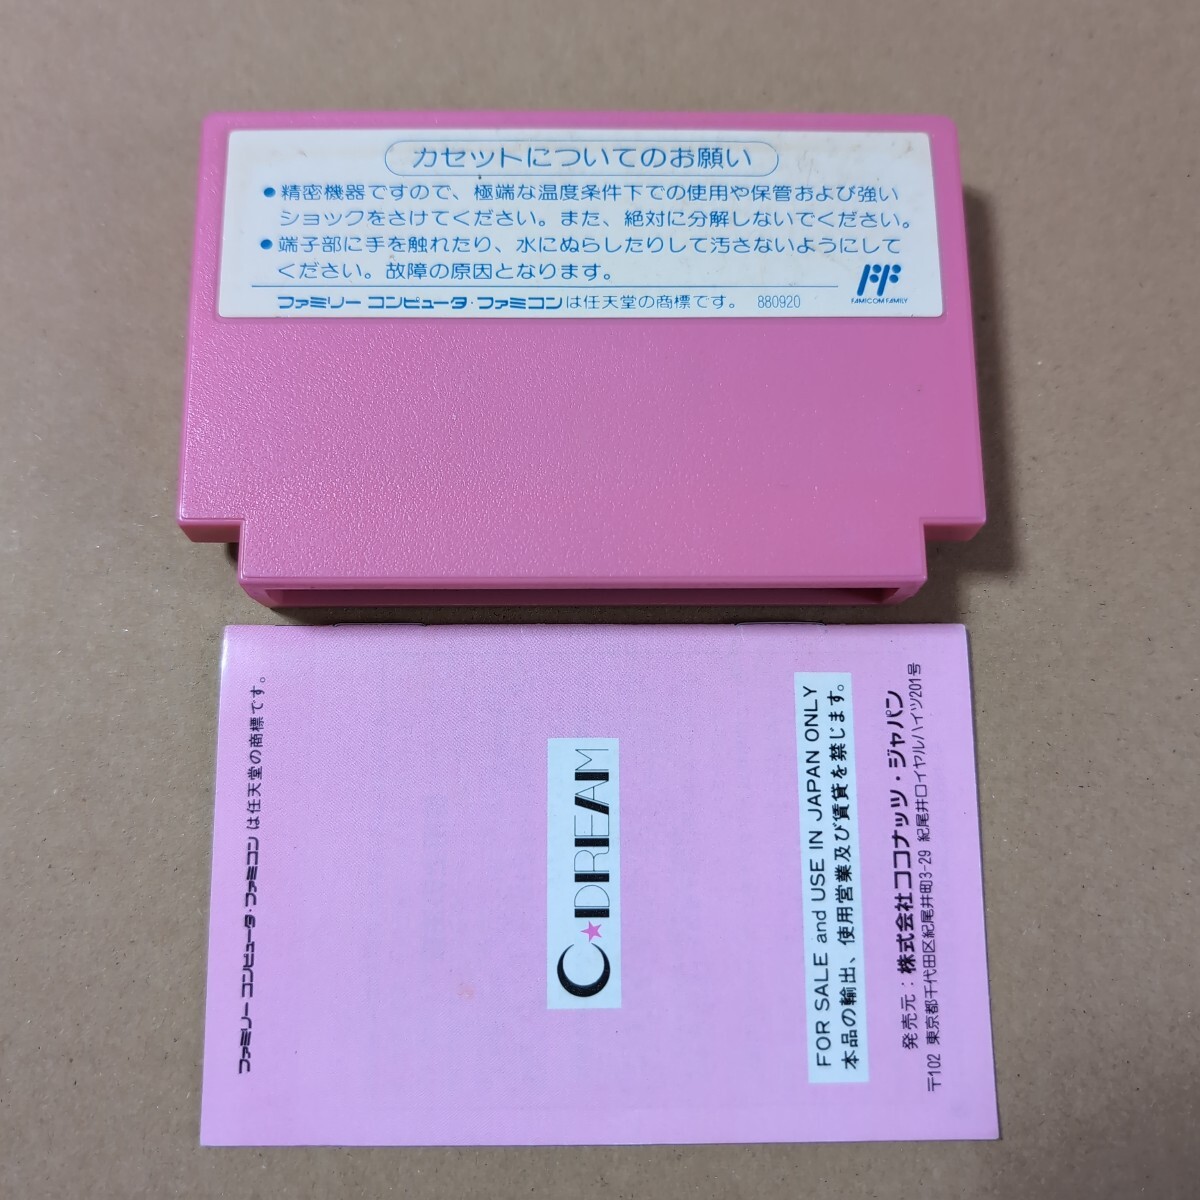 カセットについてのお願い
●精密機器ですので、極端な温度条件下での使用や保管および強い
ショックをさけてください。また、絶対に分解しないでください。
●端子部に手を触れたり、水にぬらしたりして汚さないようにして
ください。故障の原因となります。
ファミリー コンピュータ・ファミコンは任天堂の商標です。 880920
FAMICOM FAMILY
ファミリー コンピュータ・ファミコン は任天堂の商標です。
C★DREAM
FOR SALE and USE IN JAPAN ONLY
本品の輸出、使用営業及び賃貸を禁じます。
発売元：株式会社ココナッツ・ジャパン
〒102 東京都千代田区紀尾井町3-29 紀尾井ロイヤルハイツ201号